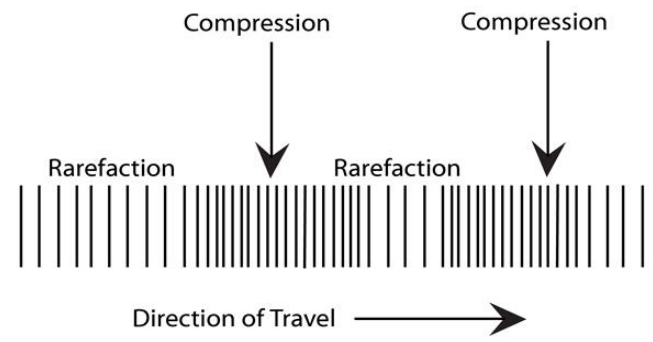 Compression Compression
Rarefaction Rarefaction
Direction of Travel